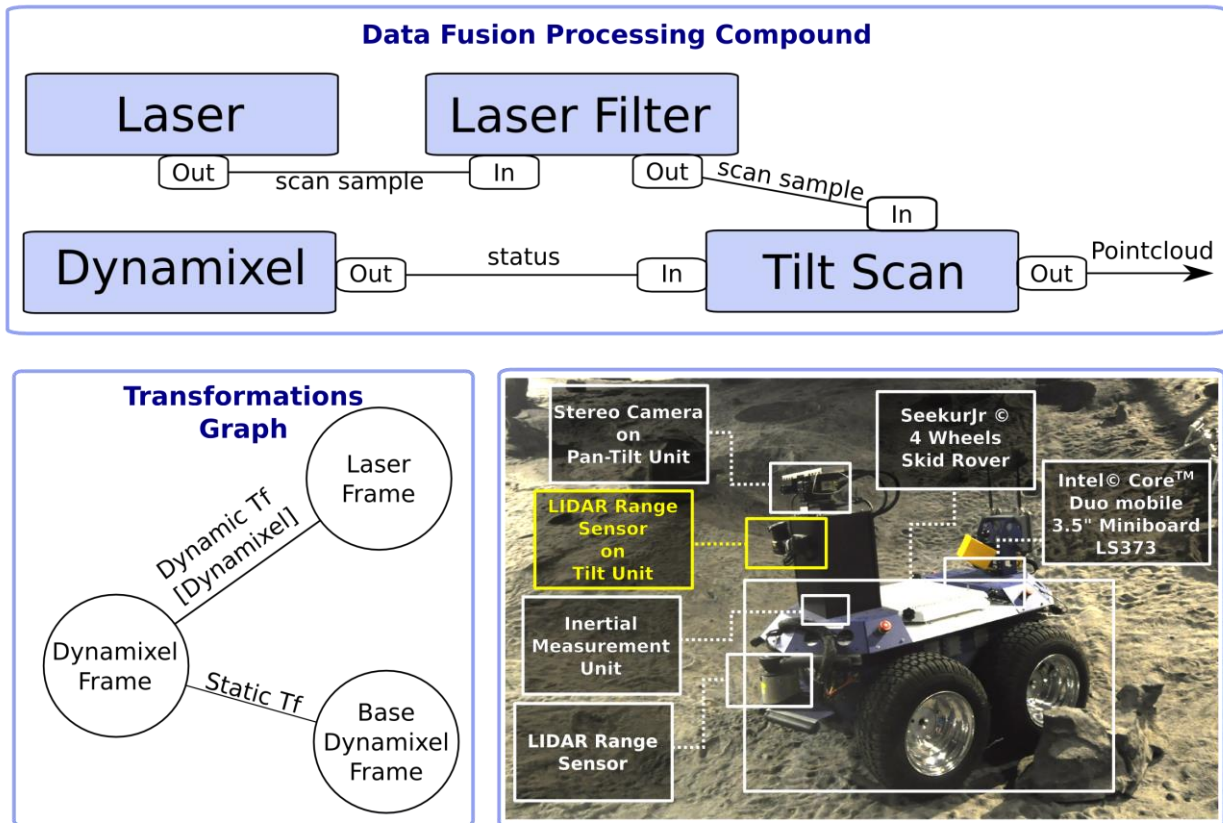 Data Fusion Processing Compound
Laser
Laser Filter
Out
scan sample
In
Out
scan sample
In
Dynamixel
Out
status
In
Tilt Scan
Out
Pointcloud
Transformations
Graph
Laser
Frame
Dynamic Tf
[Dynamixel]
Dynamixel
Frame
Static Tf
Base
Dynamixel
Frame
Stereo Camera
on
Pan-Tilt Unit
SeekurJr ©
4 Wheels
Skid Rover
LIDAR Range
Sensor
on
Tilt Unit
Intel© Core™
Duo mobile
3.5" Miniboard
LS373
Inertial
Measurement
Unit
LIDAR Range
Sensor